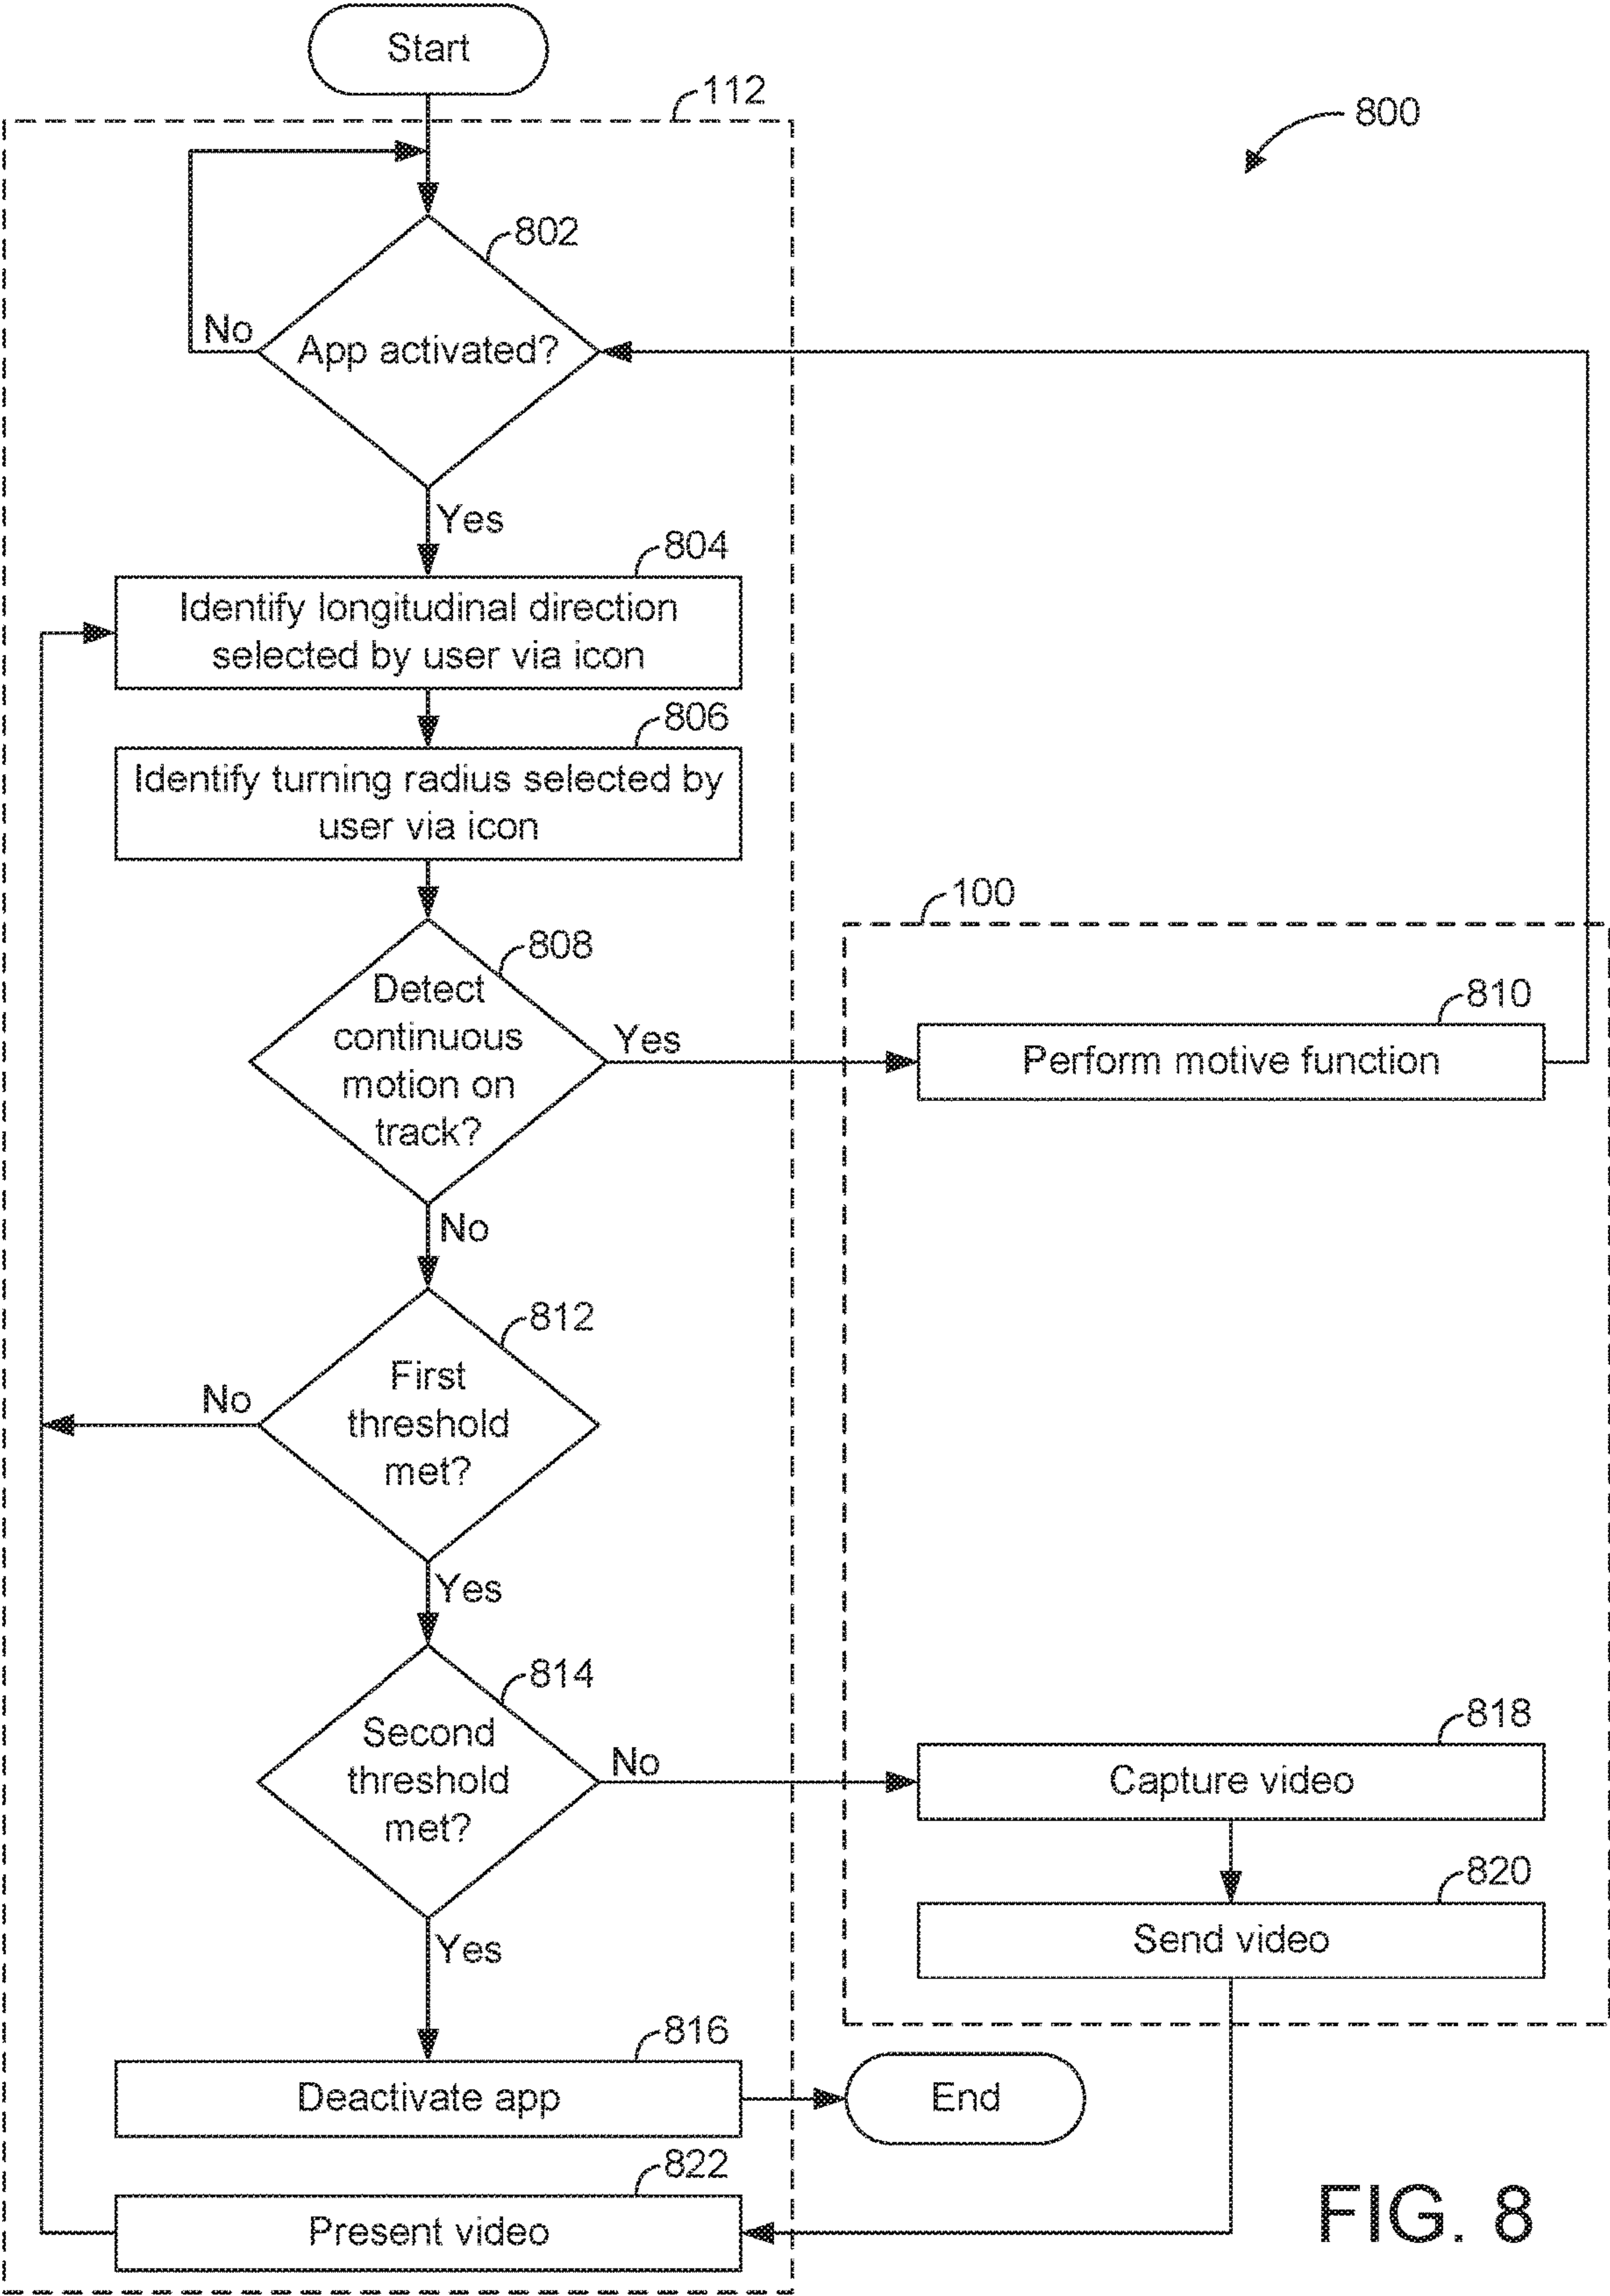 Start
112
800
802
No
App activated?
Yes
804
Identify longitudinal direction
selected by user via icon
806
Identify turning radius selected by
user via icon
100
808
Detect
continuous
motion on
track?
Yes
810
Perform motive function
No
812
First
threshold
met?
No
Yes
814
Second
threshold
met?
No
818
Capture video
820
Send video
Yes
816
Deactivate app
End
822
Present video
FIG. 8